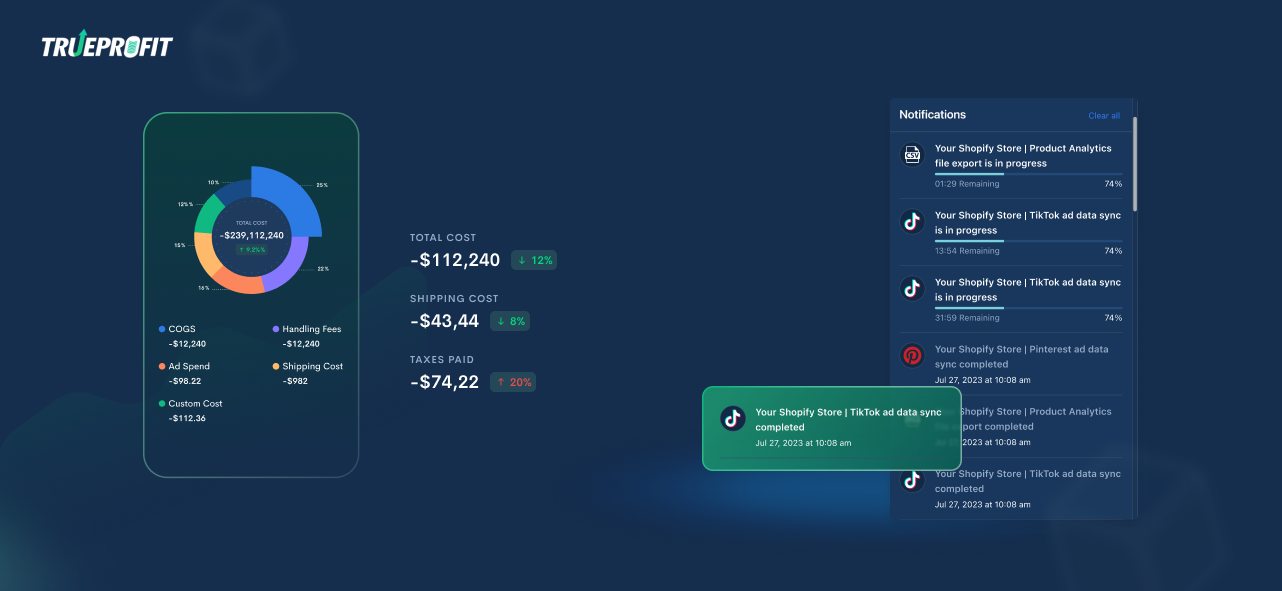 TRUEPROFIT
10%
25%
12%
15%
22%
16%
TOTAL COST
-$239,112,240
↑ 9.2%%
COGS
-$12,240
Handling Fees
-$12,240
Ad Spend
-$98.22
Shipping Cost
-$982
Custom Cost
-$112.36
TOTAL COST
-$112,240
↓ 12%
SHIPPING COST
-$43,44
↓ 8%
TAXES PAID
-$74,22
↑ 20%
Notifications
Clear all
CSV
Your Shopify Store | Product Analytics
file export is in progress
01:29 Remaining
74%
Your Shopify Store | TikTok ad data sync
is in progress
13:54 Remaining
74%
Your Shopify Store | TikTok ad data sync
is in progress
31:59 Remaining
74%
Your Shopify Store | Pinterest ad data
sync completed
Jul 27, 2023 at 10:08 am
Your Shopify Store | TikTok ad data sync
completed
Jul 27, 2023 at 10:08 am
Shopify Store | Product Analytics
export completed
27, 2023 at 10:08 am
Your Shopify Store | TikTok ad data sync
completed
Jul 27, 2023 at 10:08 am